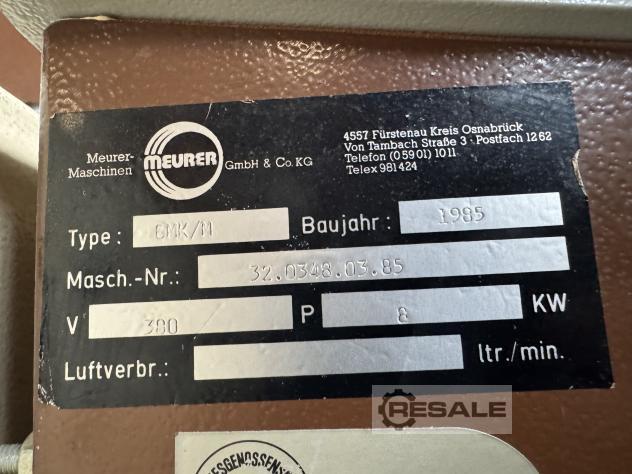 4557 Fürstenau Kreis Osnabrück
Von Tambach Straße 3 · Postfach 1262
Telefon (05901) 1011
Telex 981424
Meurer-
Maschinen
MEURER
GmbH & Co. KG
Type: 6MK/M Baujahr: 1985
Masch.-Nr.: 32.0348.03.85
V 380 P 8 KW
Luftverbr.: ltr./min.
RESALE